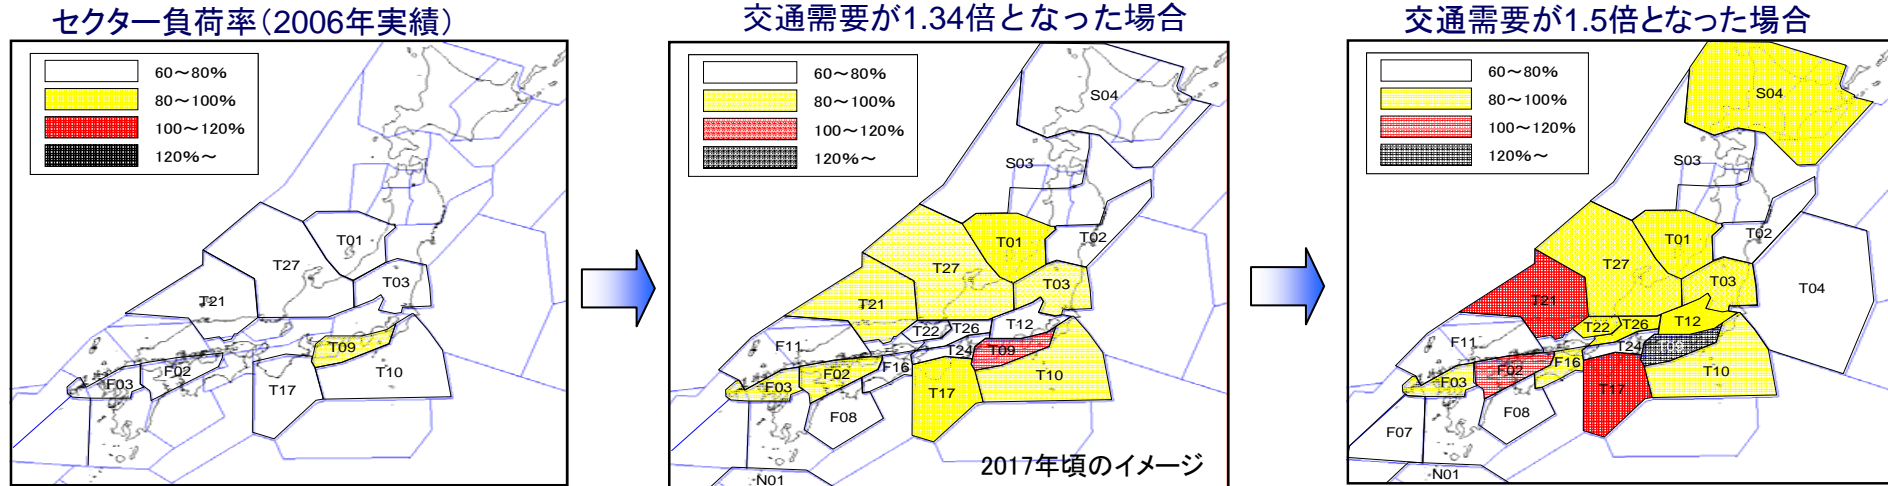 セクター負荷率（2006年実績）
60～80%
80～100%
100～120%
120%～
T01
T27
T03
T21
T09
F02
F03
T10
T17
交通需要が1.34倍となった場合
60～80%
80～100%
100～120%
120%～
S04
S03
T02
T01
T27
T03
T21
T22
T26
T12
F11
T24
T09
F16
F02
F03
T10
T17
F08
2017年頃のイメージ
N01
交通需要が1.5倍となった場合
60～80%
80～100%
100～120%
120%～
S04
S03
T02
T01
T27
T04
T03
T21
T22
T26
T12
F11
T24
F16
F02
F03
T10
T17
F08
F07
N01